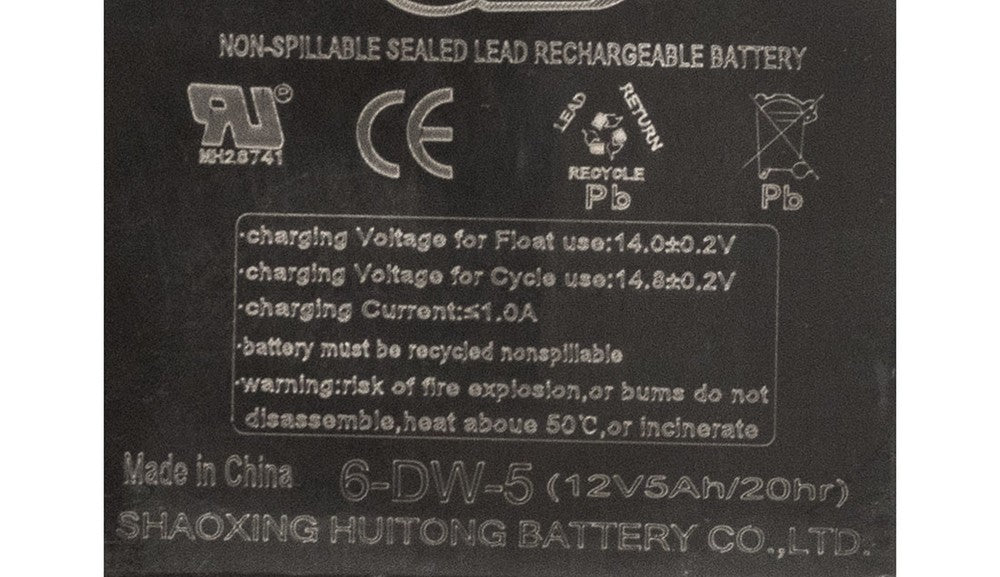 NON-SPILLABLE SEALED LEAD RECHARGEABLE BATTERY
RU®
MH28741
CE
LEAD RETURN
RECYCLE
Pb
Pb
·charging Voltage for Float use:14.0±0.2V
·charging Voltage for Cycle use:14.8±0.2V
·charging Current:≤1.0A
·battery must be recycled nonspillable
·warning:risk of fire explosion,or bums do not
disassemble,heat aboue 50℃,or incinerate
Made in China 6-DW-5 (12V5Ah/20hr)
SHAOXING HUITONG BATTERY CO.,LTD.